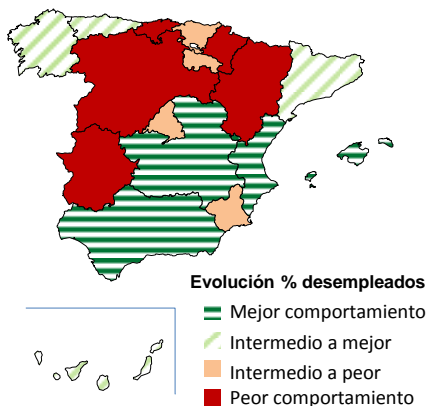 Evolución % desempleados
Mejor comportamiento
Intermedio a mejor
Intermedio a peor
Peor comportamiento